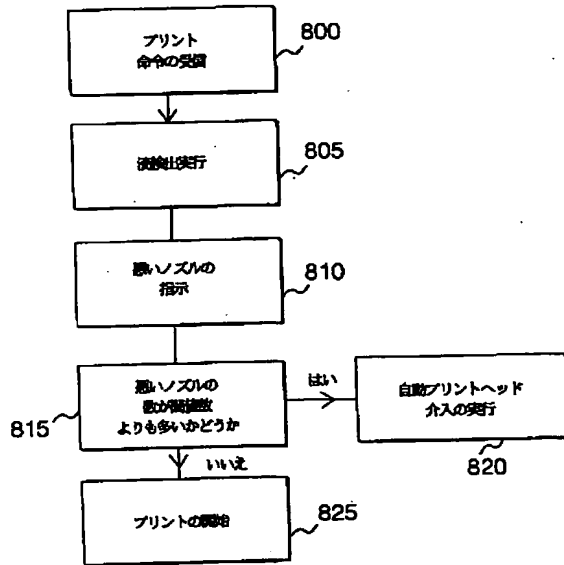 プリント
命令の受信
800
液検出実行
805
悪いノズルの
指示
810
悪いノズルの
数が閾値数
よりも多いかどうか
815
はい
自動プリントヘッド
介入の実行
820
いいえ
プリントの開始
825